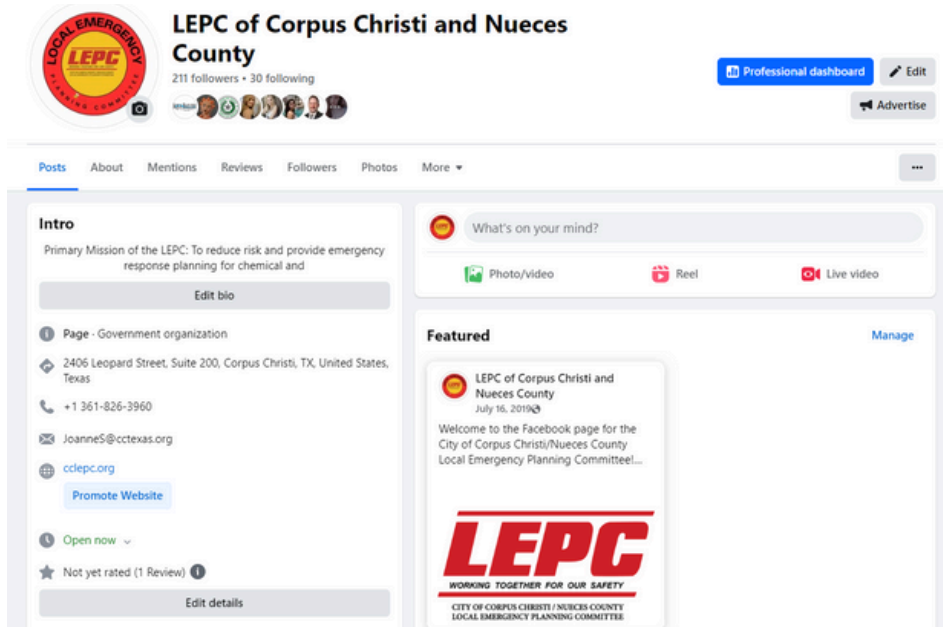 LOCAL EMERGENCY
LEPC
PLANNING COMMITTEE
LEPC of Corpus Christi and Nueces
County
211 followers • 30 following
Professional dashboard
Edit
Advertise
Posts
About
Mentions
Reviews
Followers
Photos
More
Intro
Primary Mission of the LEPC: To reduce risk and provide emergency
response planning for chemical and
Edit bio
Page · Government organization
2406 Leopard Street, Suite 200, Corpus Christi, TX, United States,
Texas
+1 361-826-3960
JoanneS@cctexas.org
cclepc.org
Promote Website
Open now
Not yet rated (1 Review)
Edit details
What's on your mind?
Photo/video
Reel
Live video
Featured
Manage
LEPC of Corpus Christi and
Nueces County
July 16, 2019
Welcome to the Facebook page for the
City of Corpus Christi/Nueces County
Local Emergency Planning Committee!...
LEPC
WORKING TOGETHER FOR OUR SAFETY
CITY OF CORPUS CHRISTI / NUECES COUNTY
LOCAL EMERGENCY PLANNING COMMITTEE